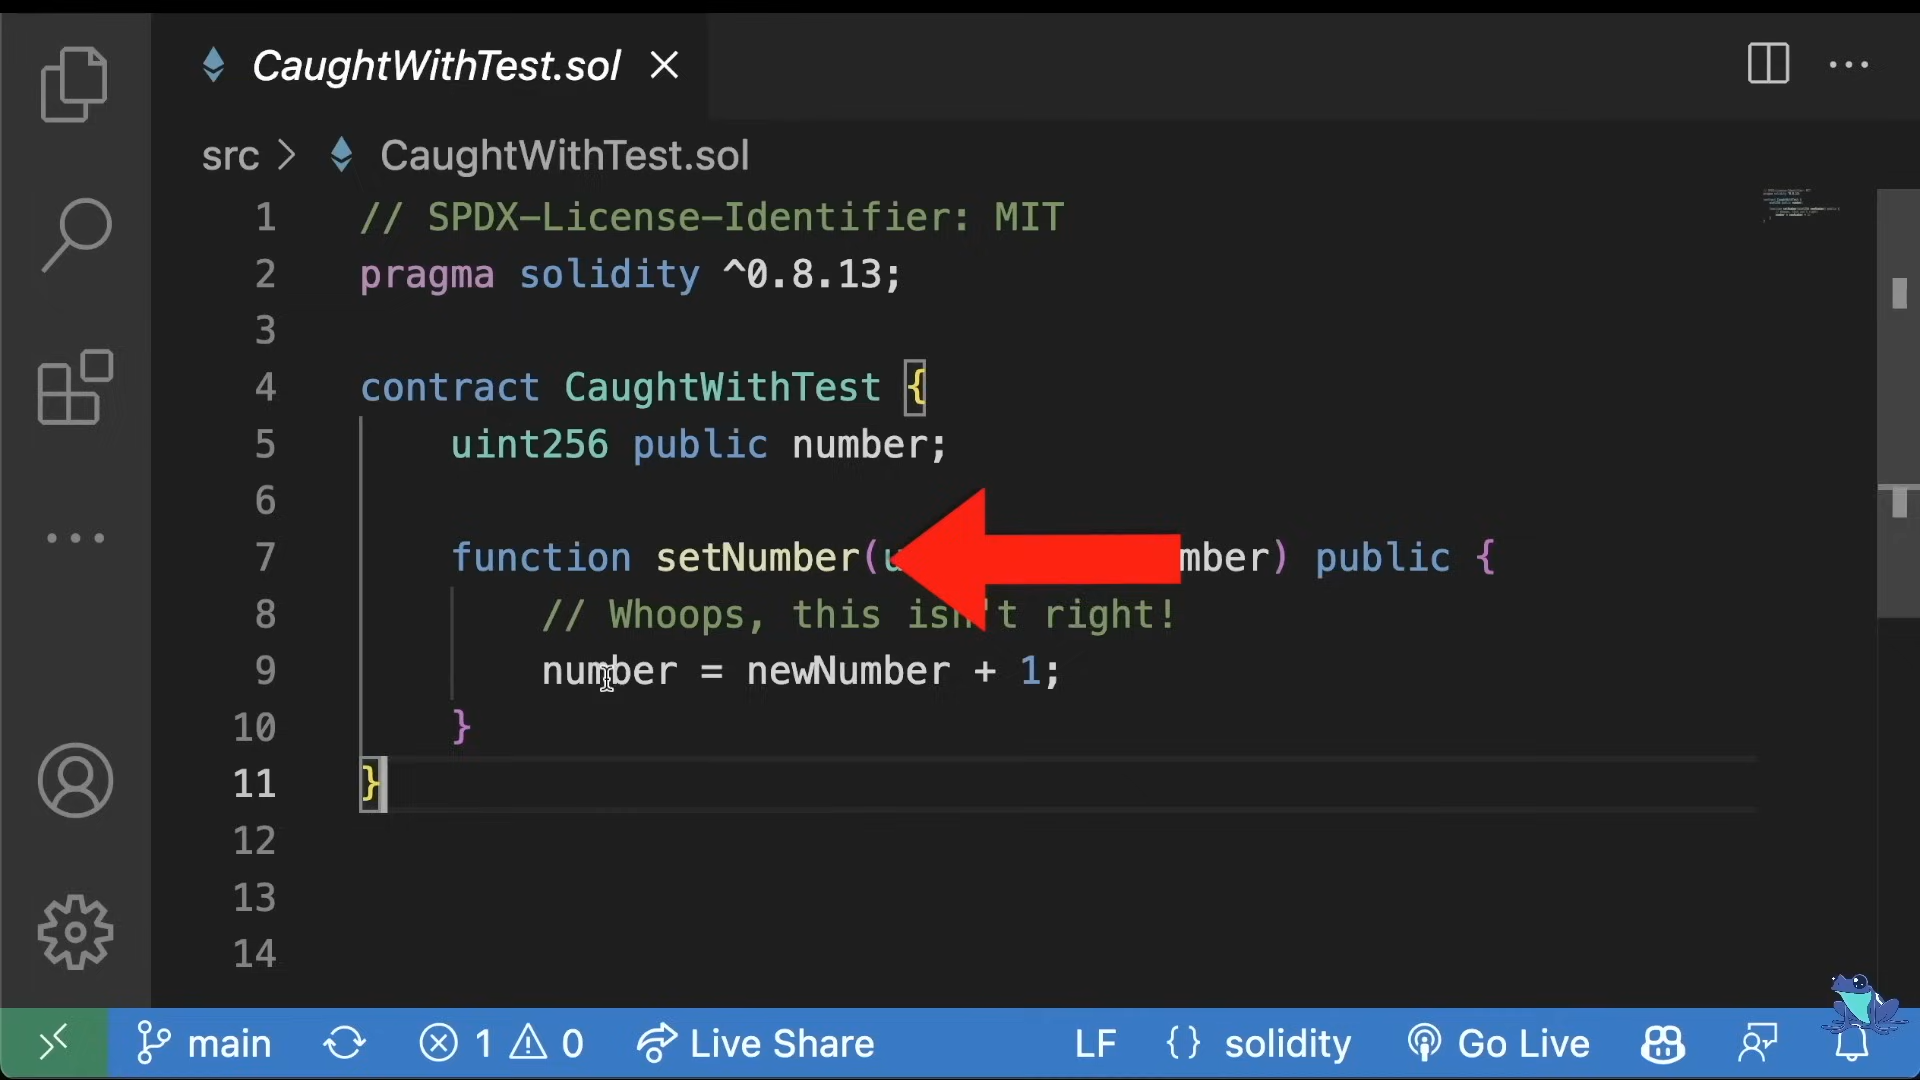 CaughtWithTest.sol
src > CaughtWithTest.sol
1 // SPDX-License-Identifier: MIT
2 pragma solidity ^0.8.13;
3
4 contract CaughtWithTest {
5 uint256 public number;
6
7 function setNumber(u mber) public {
8 // Whoops, this isn't right!
9 number = newNumber + 1;
10 }
11 }
12
13
14
main 1 0 Live Share LF {} solidity Go Live